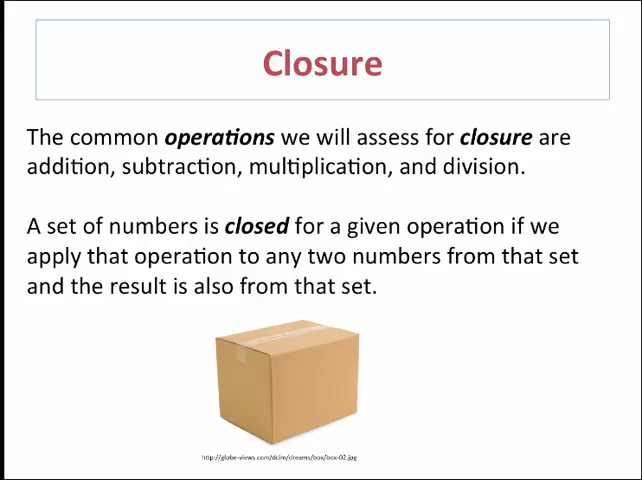 Closure
The common operations we will assess for closure are
addition, subtraction, multiplication, and division.
A set of numbers is closed for a given operation if we
apply that operation to any two numbers from that set
and the result is also from that set.
http://globe-views.com/dcim/dreams/box/box-02.jpg